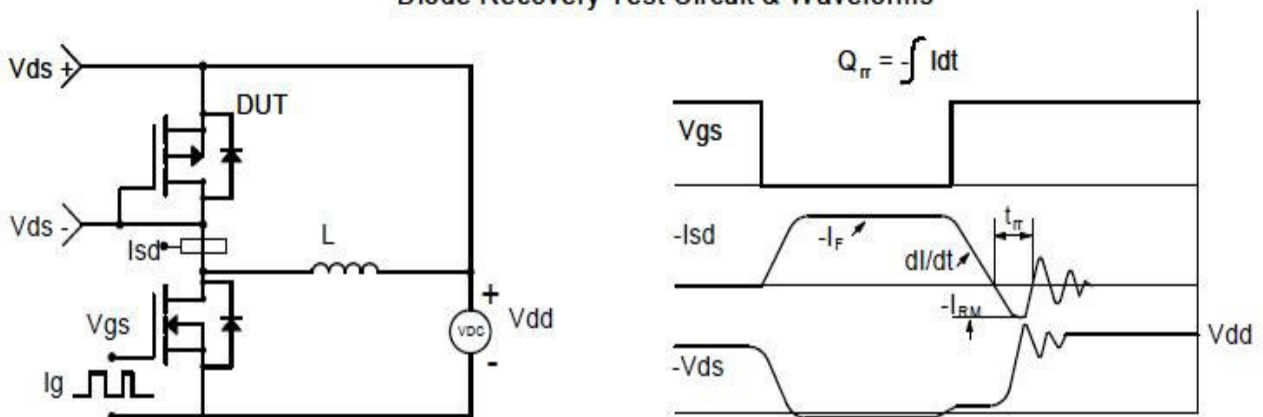 Diode Recovery Test Circuit & Waveforms
Vds +
DUT
Vds -
Isd
L
Vgs
Ig
+
VDC
Vdd
-
Qrr = -∫ Idt
Vgs
-Isd
-IF
dI/dt
trr
-IRM
Vdd
-Vds